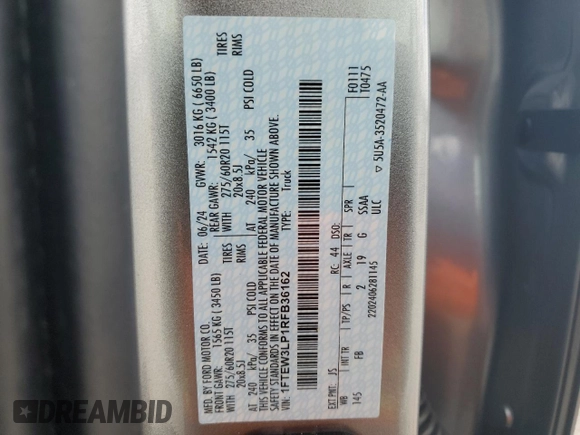 MFD. BY FORD MOTOR CO.
DATE: 06/24 GVWR: 3016 KG ( 6650 LB)
FRONT GAWR: 1565 KG ( 3450 LB) REAR GAWR: 1542 KG ( 3400 LB)
WITH 275/60R20 115T TIRES WITH 275/60R20 115T TIRES
20x8.5J RIMS 20x8.5J RIMS
AT 240 kPa/ 35 PSI COLD AT 240 kPa/ 35 PSI COLD
THIS VEHICLE CONFORMS TO ALL APPLICABLE FEDERAL MOTOR VEHICLE
SAFETY STANDARDS IN EFFECT ON THE DATE OF MANUFACTURE SHOWN ABOVE.
VIN: 1FTEW3LP1RFB36162 TYPE: Truck
F0111
T0475
EXT PNT: JS RC: 44 DSO:
WB INT TR TP/PS R AXLE TR SPR
145 FB 2 19 G SSAA
ULC
2202406281145
▽ 5U5A-3520472-AA
DREAMBID